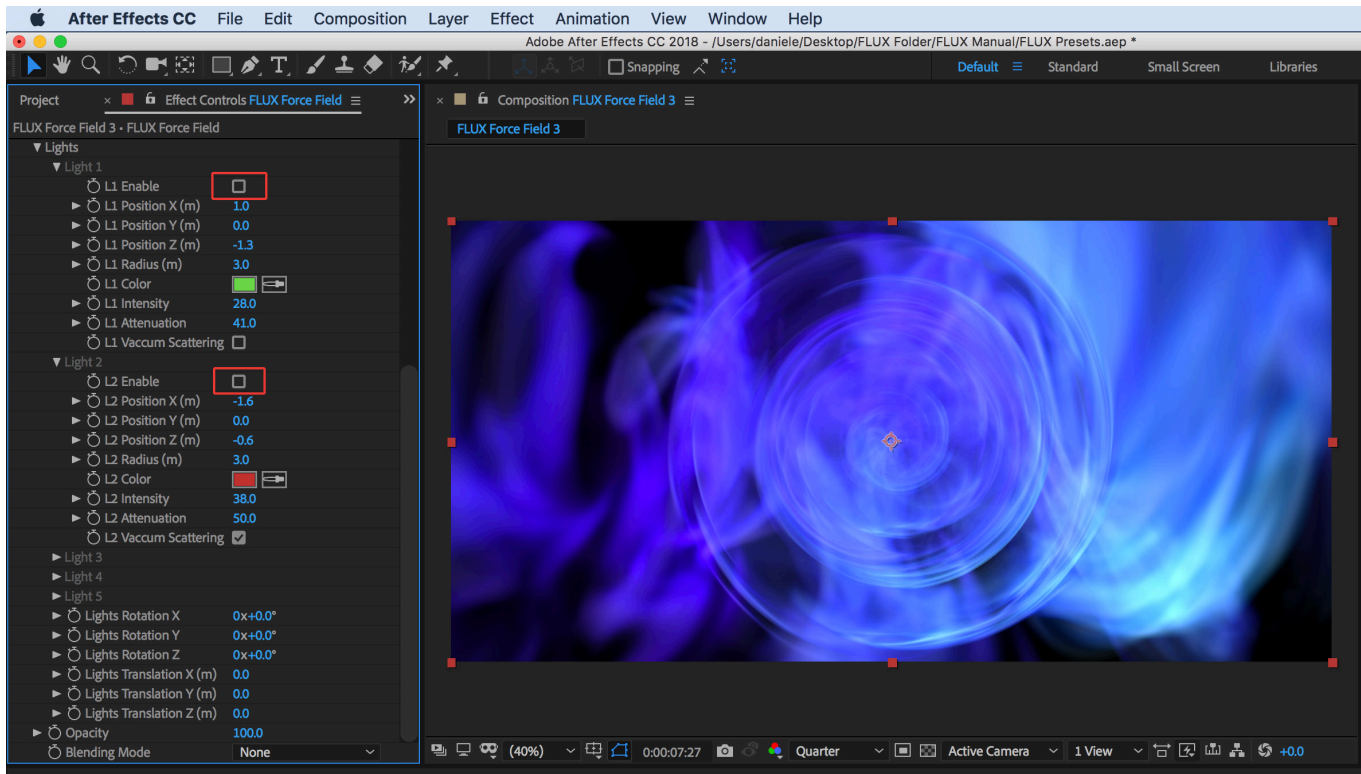 After Effects CC File Edit Composition Layer Effect Animation View Window Help
Adobe After Effects CC 2018 - /Users/daniele/Desktop/FLUX Folder/FLUX Manual/FLUX Presets.aep *
Snapping Default Standard Small Screen Libraries
Project Effect Controls FLUX Force Field
Composition FLUX Force Field 3
FLUX Force Field 3 • FLUX Force Field
FLUX Force Field 3
Lights
Light 1
L1 Enable
L1 Position X (m) 1.0
L1 Position Y (m) 0.0
L1 Position Z (m) -1.3
L1 Radius (m) 3.0
L1 Color
L1 Intensity 28.0
L1 Attenuation 41.0
L1 Vaccum Scattering
Light 2
L2 Enable
L2 Position X (m) -1.6
L2 Position Y (m) 0.0
L2 Position Z (m) -0.6
L2 Radius (m) 3.0
L2 Color
L2 Intensity 38.0
L2 Attenuation 50.0
L2 Vaccum Scattering
Light 3
Light 4
Light 5
Lights Rotation X 0x+0.0°
Lights Rotation Y 0x+0.0°
Lights Rotation Z 0x+0.0°
Lights Translation X (m) 0.0
Lights Translation Y (m) 0.0
Lights Translation Z (m) 0.0
Opacity 100.0
Blending Mode None
(40%) 0:00:07:27 Quarter Active Camera 1 View +0.0